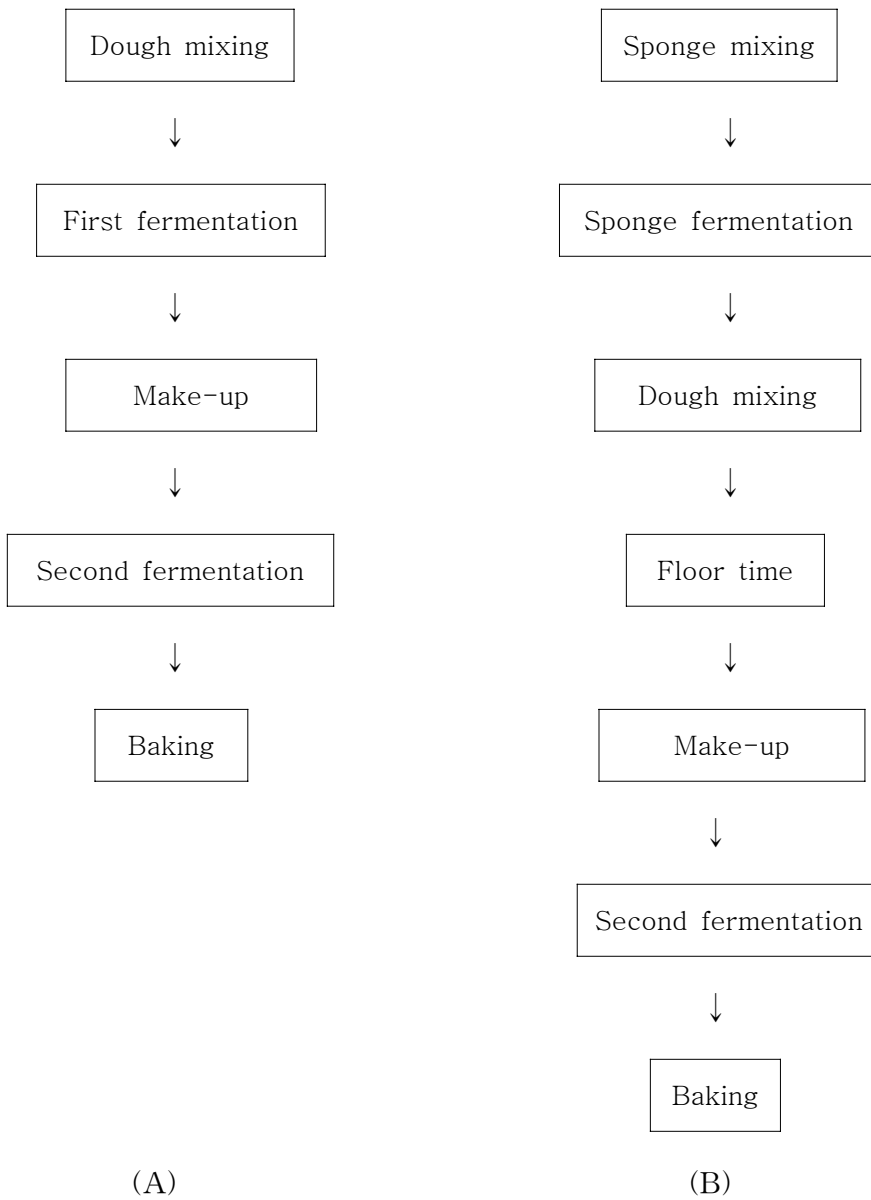 Dough mixing
↓
First fermentation
↓
Make-up
↓
Second fermentation
↓
Baking
(A)
Sponge mixing
↓
Sponge fermentation
↓
Dough mixing
↓
Floor time
↓
Make-up
↓
Second fermentation
↓
Baking
(B)